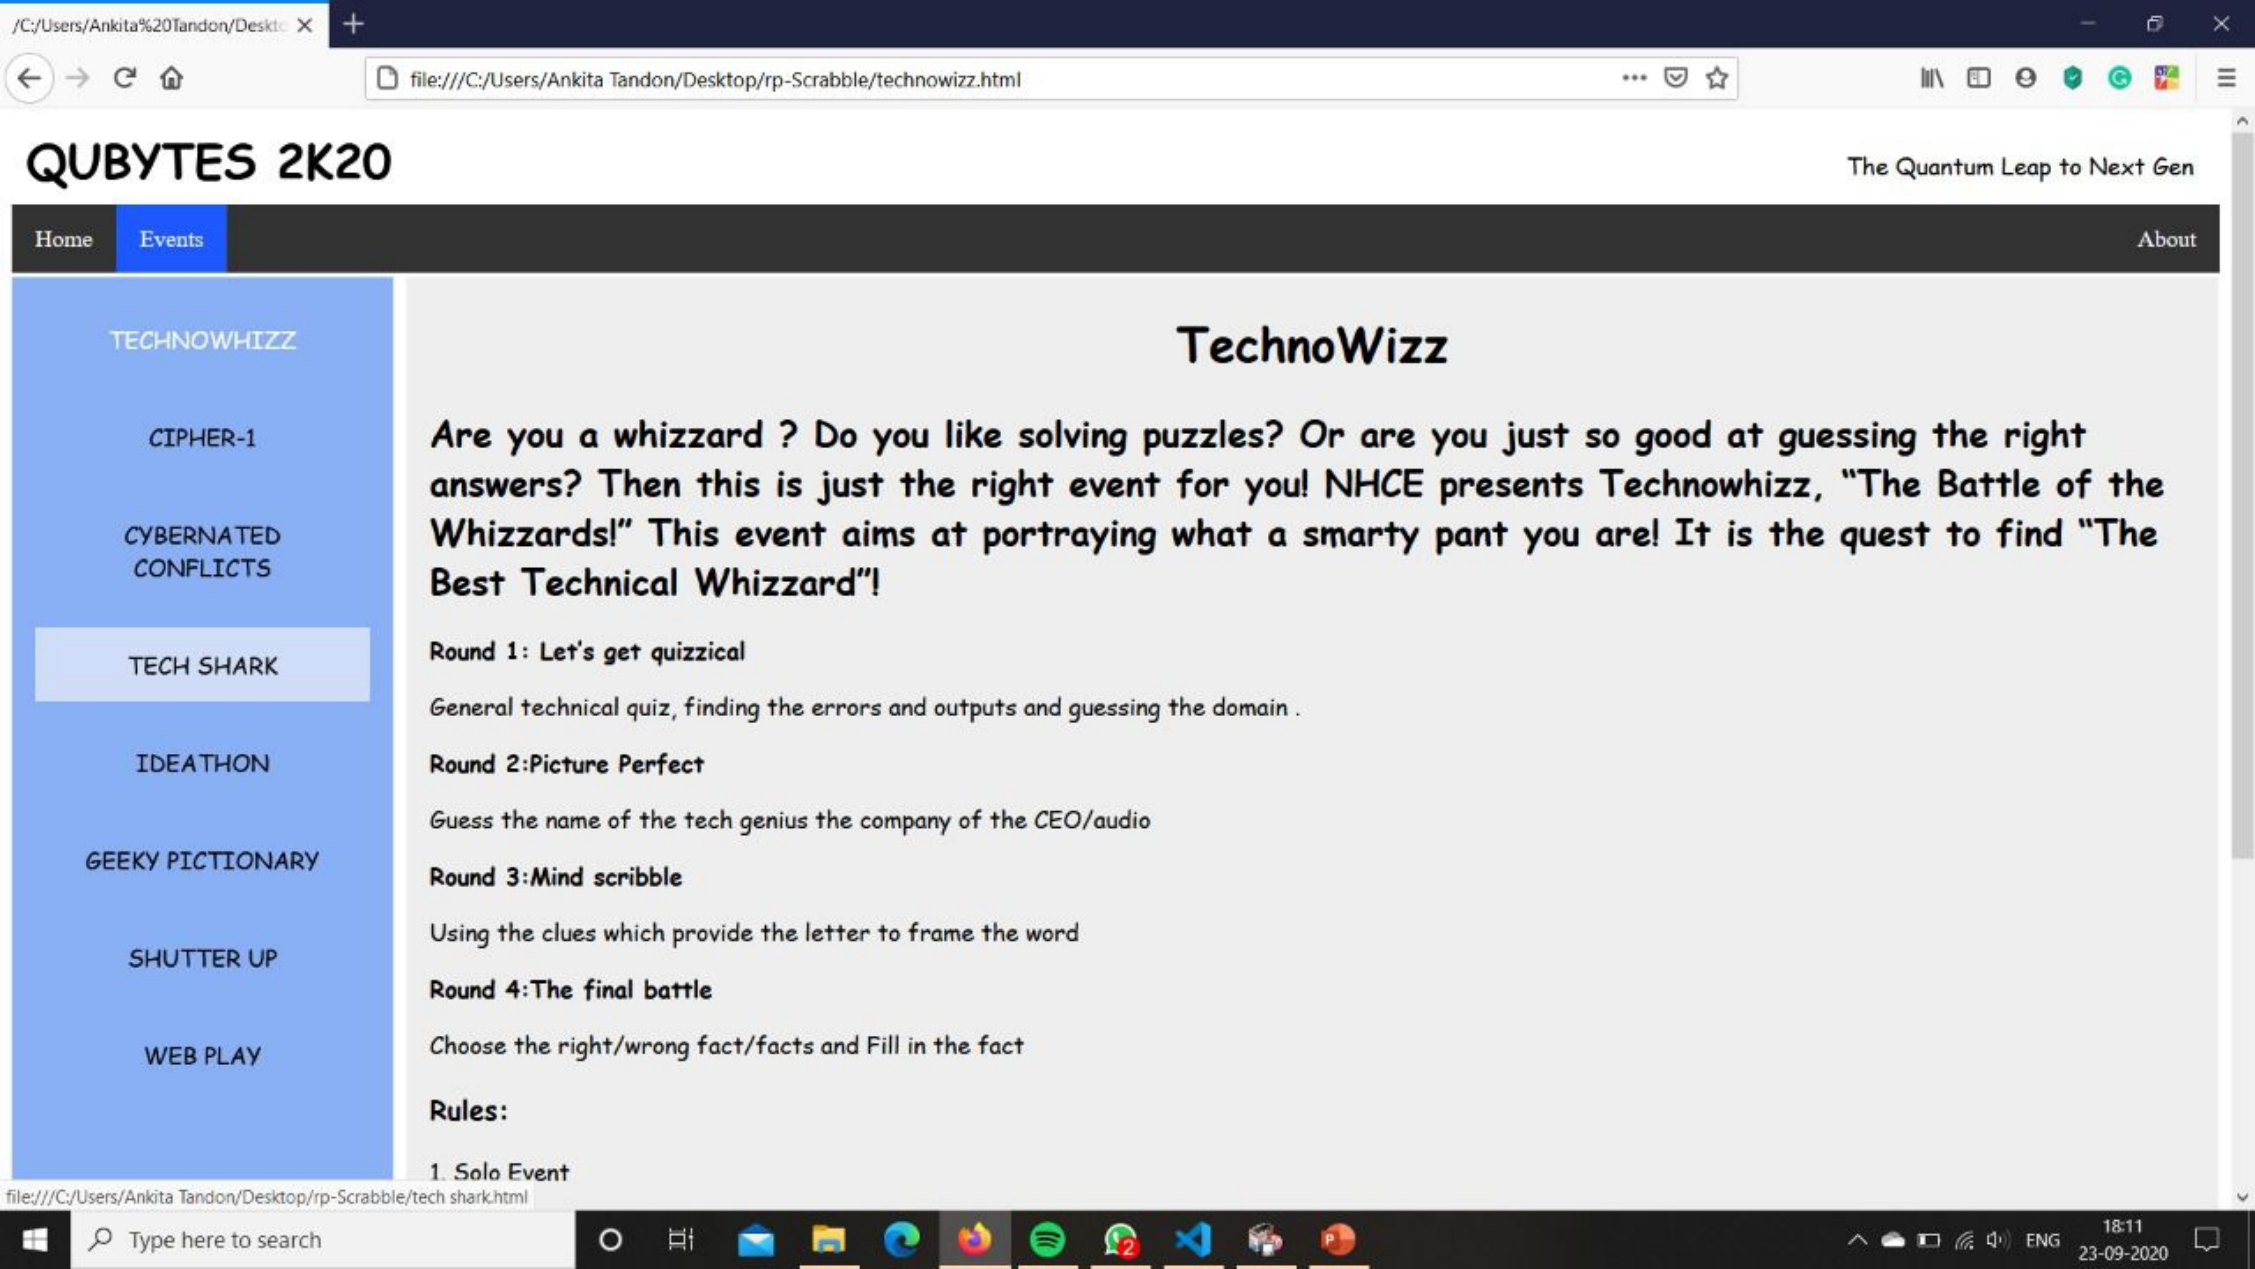 /C:/Users/Ankita%20Tandon/Deskto
file:///C:/Users/Ankita Tandon/Desktop/rp-Scrabble/technowizz.html
QUBYTES 2K20
The Quantum Leap to Next Gen
Home
Events
About
TECHNOWHIZZ
CIPHER-1
CYBERNATED
CONFLICTS
TECH SHARK
IDEATHON
GEEKY PICTIONARY
SHUTTER UP
WEB PLAY
TechnoWizz
Are you a whizzard ? Do you like solving puzzles? Or are you just so good at guessing the right
answers? Then this is just the right event for you! NHCE presents Technowhizz, “The Battle of the
Whizzards!” This event aims at portraying what a smarty pant you are! It is the quest to find “The
Best Technical Whizzard”!
Round 1: Let's get quizzical
General technical quiz, finding the errors and outputs and guessing the domain .
Round 2:Picture Perfect
Guess the name of the tech genius the company of the CEO/audio
Round 3:Mind scribble
Using the clues which provide the letter to frame the word
Round 4:The final battle
Choose the right/wrong fact/facts and Fill in the fact
Rules:
1. Solo Event
file:///C:/Users/Ankita Tandon/Desktop/rp-Scrabble/tech shark.html
Type here to search
2
ENG
18:11
23-09-2020